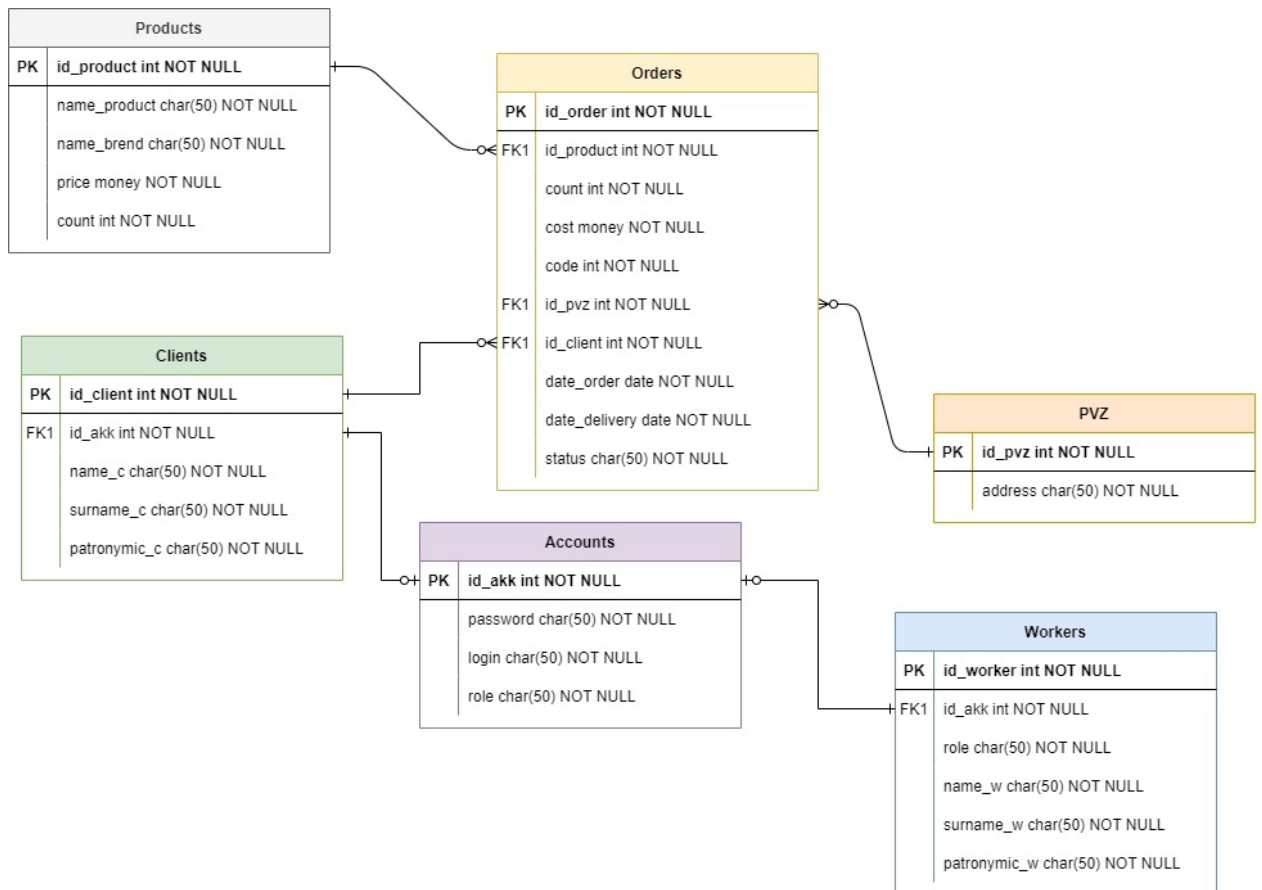 Products
PK id_product int NOT NULL
name_product char(50) NOT NULL
name_brend char(50) NOT NULL
price money NOT NULL
count int NOT NULL
Orders
PK id_order int NOT NULL
FK1 id_product int NOT NULL
count int NOT NULL
cost money NOT NULL
code int NOT NULL
FK1 id_pvz int NOT NULL
FK1 id_client int NOT NULL
date_order date NOT NULL
date_delivery date NOT NULL
status char(50) NOT NULL
Clients
PK id_client int NOT NULL
FK1 id_akk int NOT NULL
name_c char(50) NOT NULL
surname_c char(50) NOT NULL
patronymic_c char(50) NOT NULL
PVZ
PK id_pvz int NOT NULL
address char(50) NOT NULL
Accounts
PK id_akk int NOT NULL
password char(50) NOT NULL
login char(50) NOT NULL
role char(50) NOT NULL
Workers
PK id_worker int NOT NULL
FK1 id_akk int NOT NULL
role char(50) NOT NULL
name_w char(50) NOT NULL
surname_w char(50) NOT NULL
patronymic_w char(50) NOT NULL